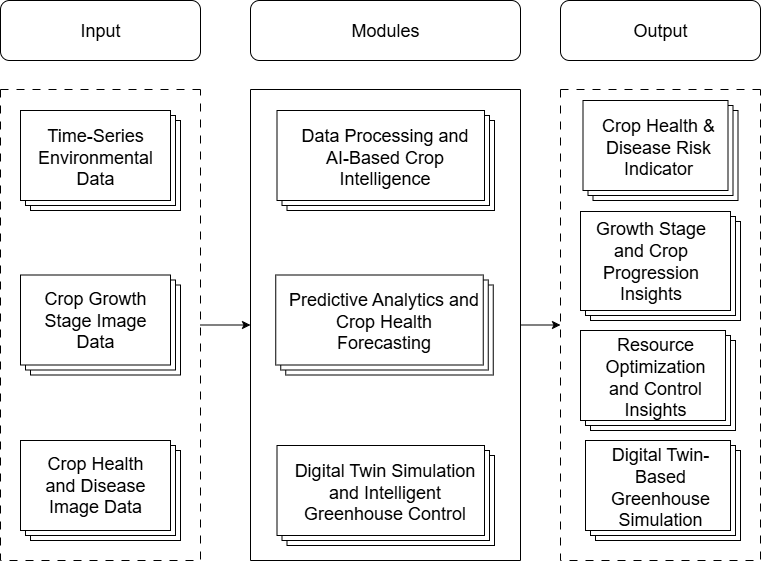 Input
Modules
Output
Time-Series
Environmental
Data
Crop Growth
Stage Image
Data
Crop Health
and Disease
Image Data
Data Processing and
AI-Based Crop
Intelligence
Predictive Analytics and
Crop Health
Forecasting
Digital Twin Simulation
and Intelligent
Greenhouse Control
Crop Health &
Disease Risk
Indicator
Growth Stage
and Crop
Progression
Insights
Resource
Optimization
and Control
Insights
Digital Twin-
Based
Greenhouse
Simulation